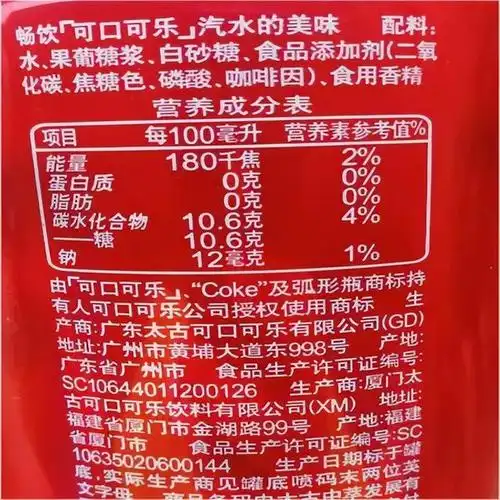 畅饮「可口可乐」汽水的美味 配料:
水、果葡糖浆、白砂糖、食品添加剂(二氧
化碳、焦糖色、磷酸、咖啡因)、食用香精
营养成分表
项目 每100毫升 营养素参考值%
能量 180千焦 2%
蛋白质 0克 0%
脂肪 0克 0%
碳水化合物 10.6克 4%
——糖 10.6克
钠 12毫克 1%
由「可口可乐」、“Coke”及弧形瓶商标持
有人可口可乐公司授权使用商标 生
产商:广东太古可口可乐有限公司(GD)
地址:广州市黄埔大道东998号 产地:
广东省广州市 食品生产许可证编号:
SC10644011200126 生产商:厦门太
古可口可乐饮料有限公司(XM) 地址:
福建省厦门市金湖路99号 产地:福建
省厦门市 食品生产许可证编号:SC
10635020600144 生产日期标于罐
底,实际生产商见罐底喷码末两位英
文字母